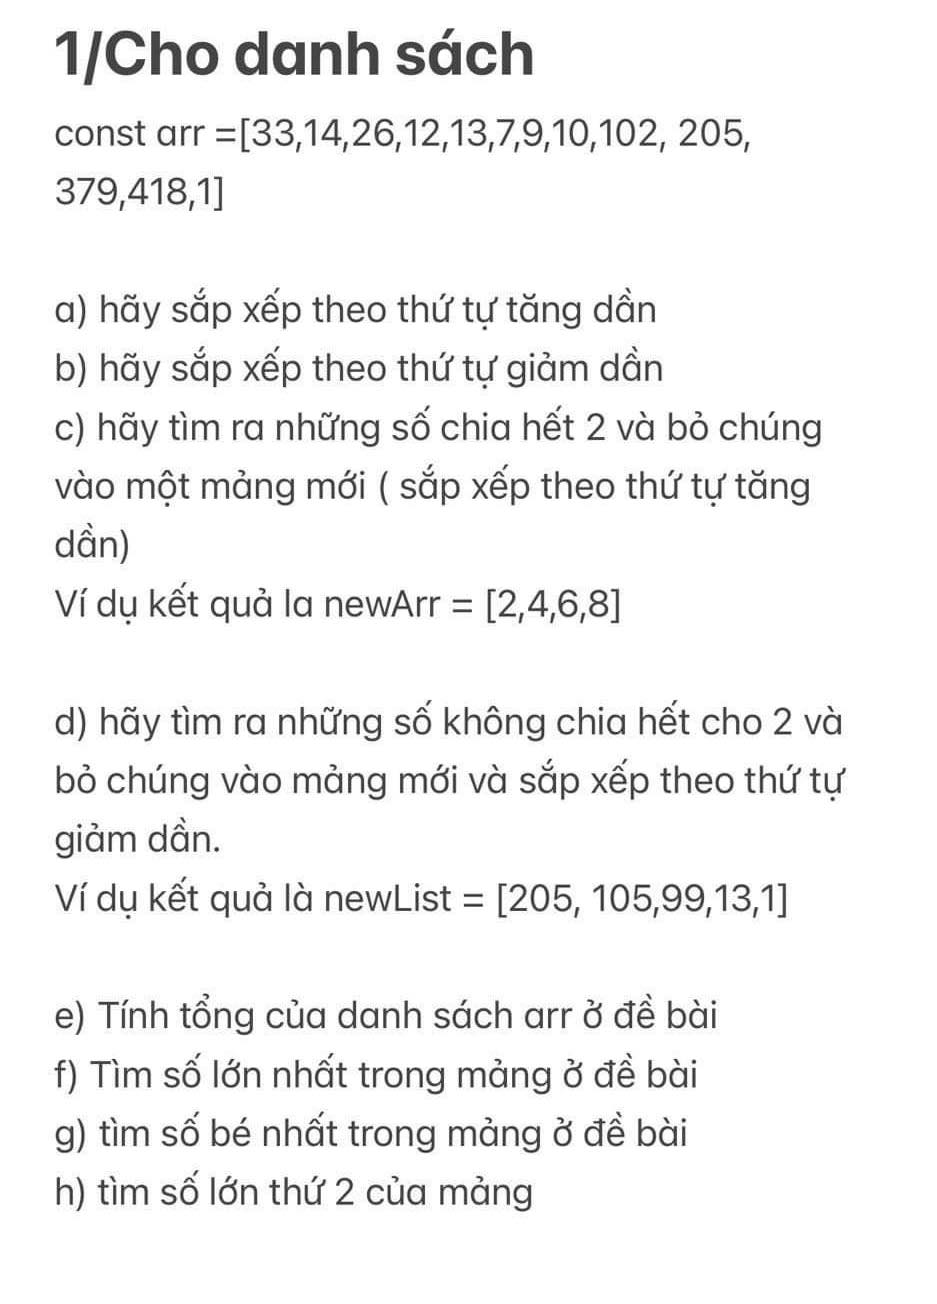 1/Cho danh sách
const arr =[33,14,26,12,13,7,9,10,102, 205,
379,418,1]
a) hãy sắp xếp theo thứ tự tăng dần
b) hãy sắp xếp theo thứ tự giảm dần
c) hãy tìm ra những số chia hết 2 và bỏ chúng
vào một mảng mới ( sắp xếp theo thứ tự tăng
dần)
Ví dụ kết quả la newArr = [2,4,6,8]
d) hãy tìm ra những số không chia hết cho 2 và
bỏ chúng vào mảng mới và sắp xếp theo thứ tự
giảm dần.
Ví dụ kết quả là newList = [205, 105,99,13,1]
e) Tính tổng của danh sách arr ở đề bài
f) Tìm số lớn nhất trong mảng ở đề bài
g) tìm số bé nhất trong mảng ở đề bài
h) tìm số lớn thứ 2 của mảng